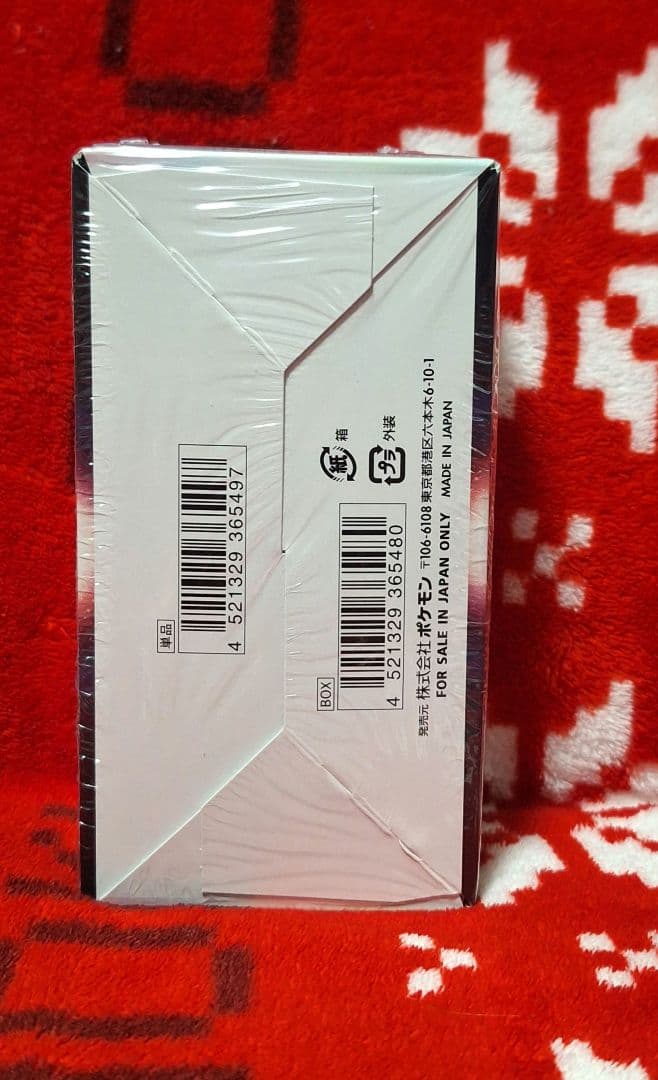 単品
4 521329 365497
紙 箱
プラ 外装
BOX
4 521329 365480
発売元 株式会社 ポケモン 〒106-6108 東京都港区六本木6-10-1
FOR SALE IN JAPAN ONLY MADE IN JAPAN